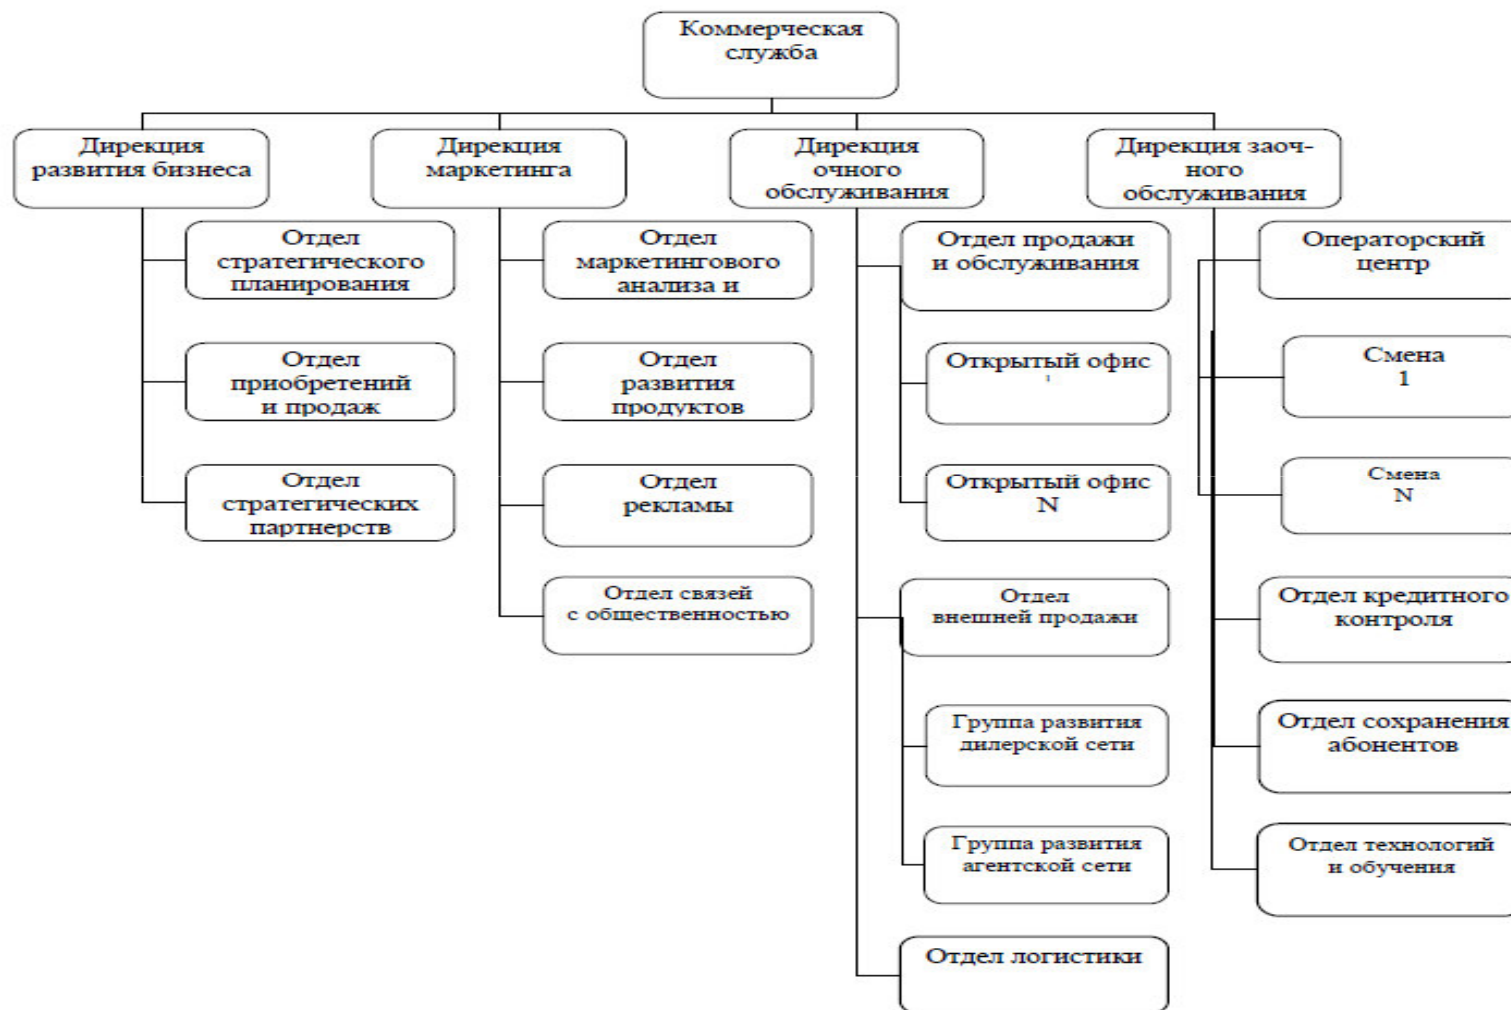 Коммерческая
служба
Дирекция
развития бизнеса
Отдел
стратегического
планирования
Отдел
приобретений
и продаж
Отдел
стратегических
партнерств
Дирекция
маркетинга
Отдел
маркетингового
анализа и
Отдел
развития
продуктов
Отдел
рекламы
Отдел связей
с общественностью
Дирекция
очного
обслуживания
Отдел продажи
и обслуживания
Открытый офис
1
Открытый офис
N
Отдел
внешней продажи
Группа развития
дилерской сети
Группа развития
агентской сети
Отдел логистики
Дирекция заоч-
ного
обслуживания
Операторский
центр
Смена
1
Смена
N
Отдел кредитного
контроля
Отдел сохранения
абонентов
Отдел технологий
и обучения